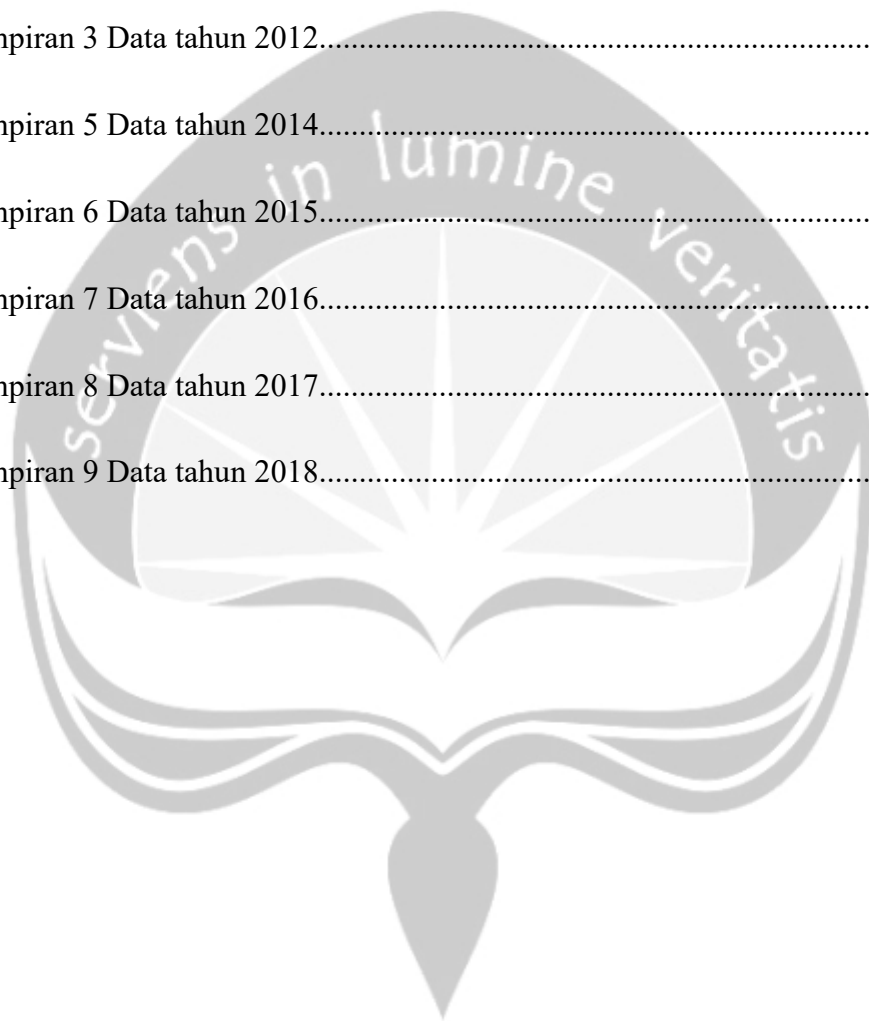 npiran 3 Data tahun 2012......................................................................
npiran 5 Data tahun 2014......................................................................
npiran 6 Data tahun 2015......................................................................
npiran 7 Data tahun 2016......................................................................
npiran 8 Data tahun 2017......................................................................
npiran 9 Data tahun 2018......................................................................
serviens in lumine veritatis